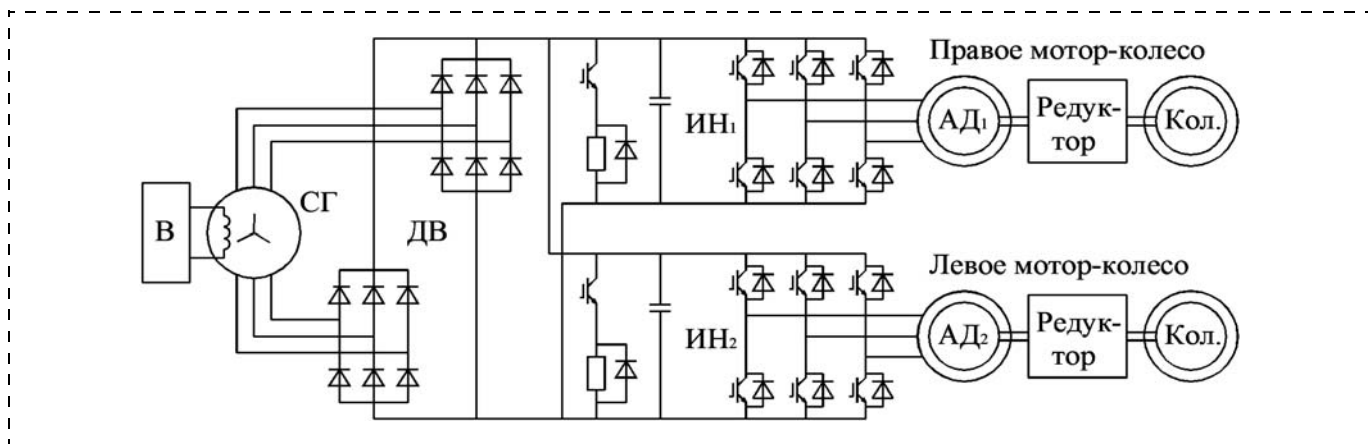 Правое мотор-колесо
ИН₁
АД₁
Редук-
тор
Кол.
СГ
В
ДВ
Левое мотор-колесо
ИН₂
АД₂
Редук-
тор
Кол.